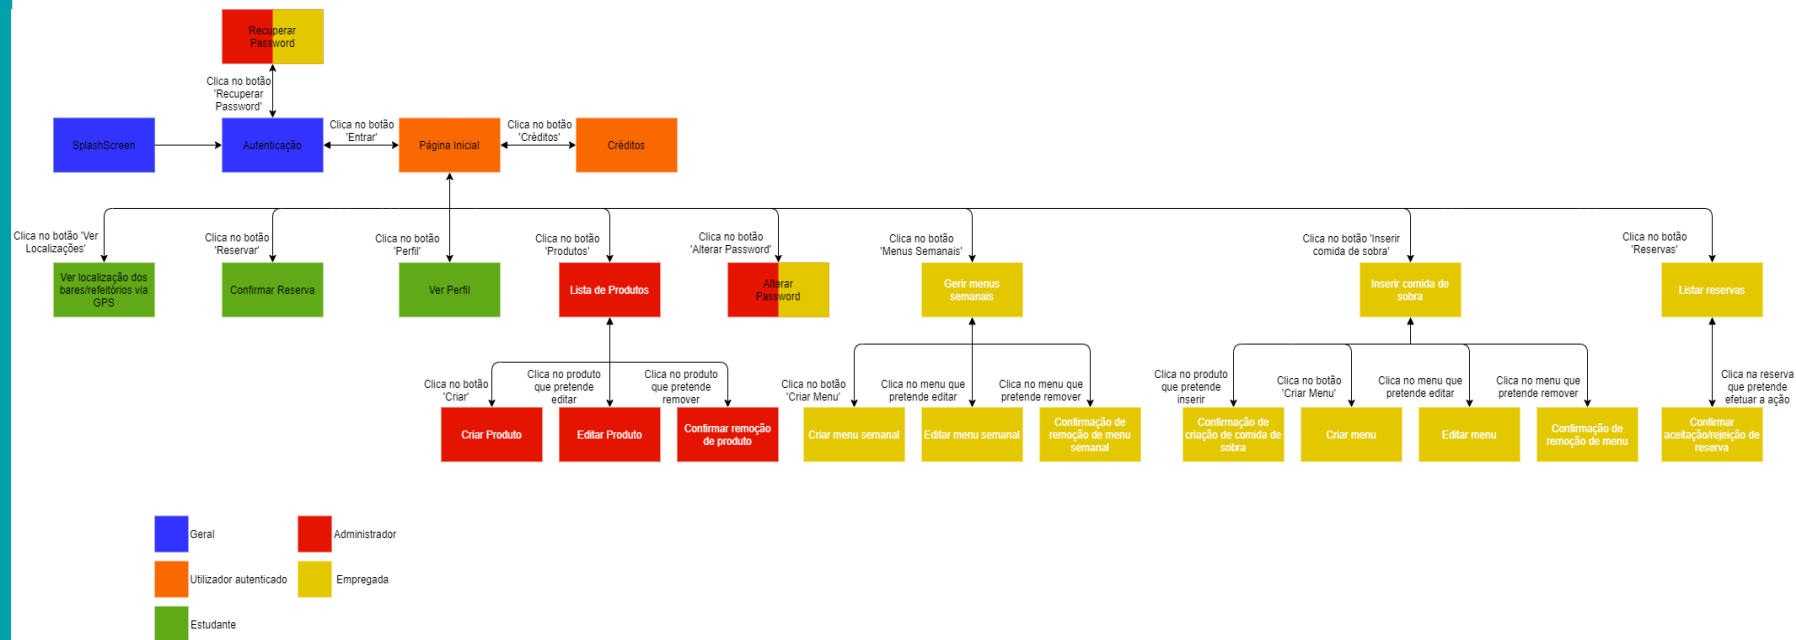 Recuperar
Password
Clica no botão
'Recuperar
Password'
SplashScreen
Autenticação
Clica no botão
'Entrar'
Página Inicial
Clica no botão
'Créditos'
Créditos
Clica no botão 'Ver
Localizações'
Clica no botão
'Reservar'
Clica no botão
'Perfil'
Clica no botão
'Produtos'
Clica no botão
'Alterar Password'
Clica no botão
'Menus Semanais'
Clica no botão 'Inserir
comida de sobra'
Clica no botão
'Reservas'
Ver localização dos
bares/refeitórios via
GPS
Confirmar Reserva
Ver Perfil
Lista de Produtos
Alterar
Password
Gerir menus
semanais
Inserir comida de
sobra
Listar reservas
Clica no botão
'Criar'
Clica no produto
que pretende
editar
Clica no produto
que pretende
remover
Clica no botão
'Criar Menu'
Clica no menu que
pretende editar
Clica no menu que
pretende remover
Clica no produto
que pretende
inserir
Clica no botão
'Criar Menu'
Clica no menu que
pretende editar
Clica no menu que
pretende remover
Clica na reserva
que pretende
efetuar a ação
Criar Produto
Editar Produto
Confirmar remoção
de produto
Criar menu semanal
Editar menu semanal
Confirmação de
remoção de menu
semanal
Confirmação de
criação de comida de
sobra
Criar menu
Editar menu
Confirmação de
remoção de menu
Confirmar
aceitação/rejeição de
reserva
Geral
Administrador
Utilizador autenticado
Empregada
Estudante